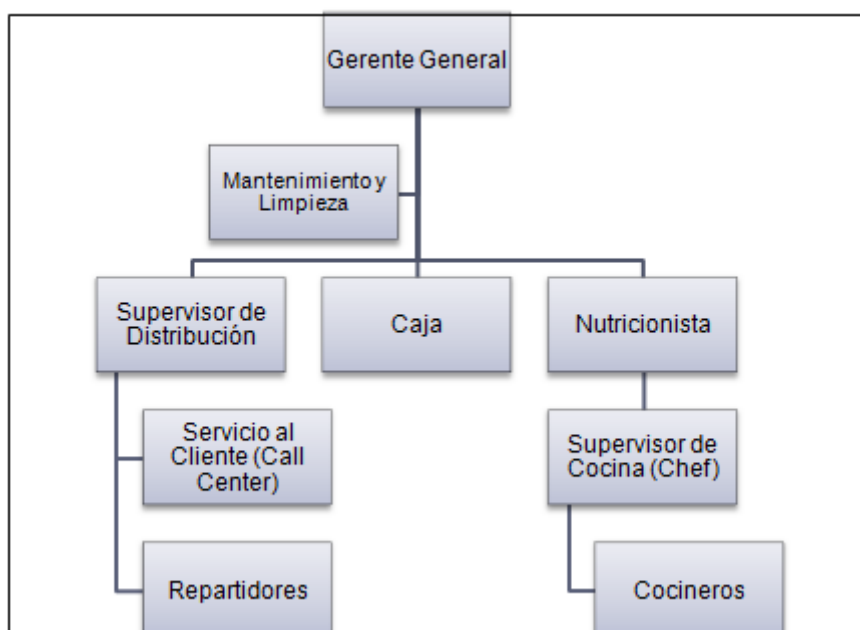 Gerente General
Mantenimiento y
Limpieza
Supervisor de
Distribución
Caja
Nutricionista
Servicio al
Cliente (Call
Center)
Supervisor de
Cocina (Chef)
Repartidores
Cocineros